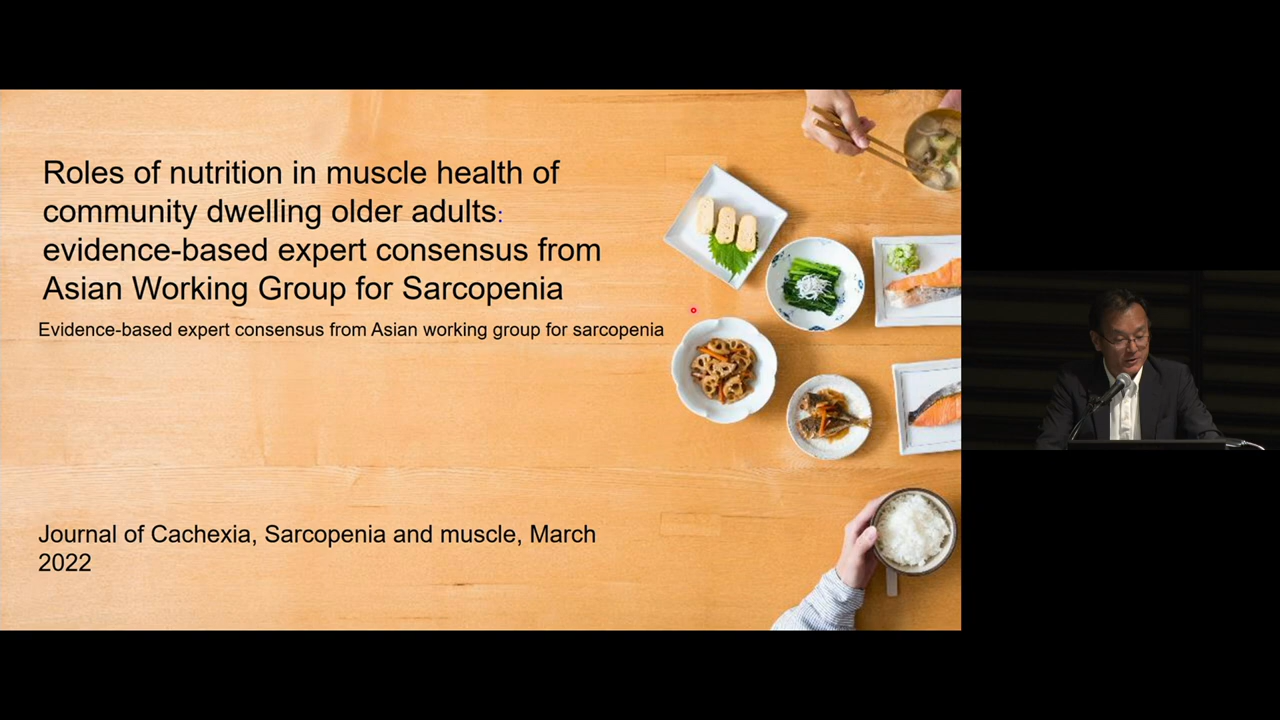 Roles of nutrition in muscle health of
community dwelling older adults:
evidence-based expert consensus from
Asian Working Group for Sarcopenia
Evidence-based expert consensus from Asian working group for sarcopenia
Journal of Cachexia, Sarcopenia and muscle, March
2022